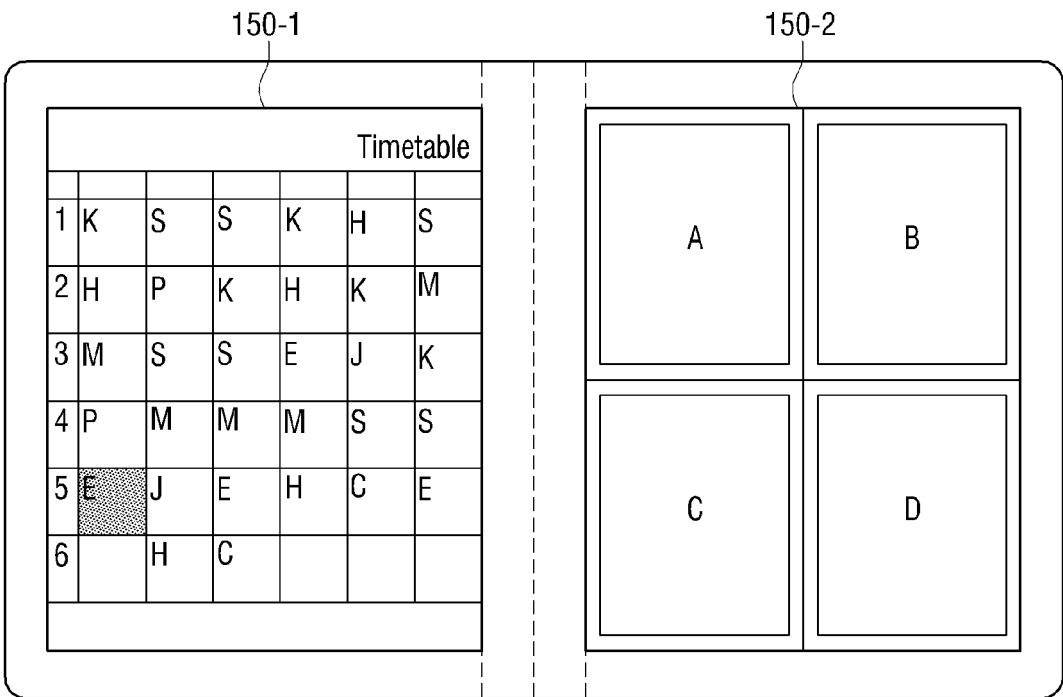 150-1 150-2
Timetable
1 K S S K H S
2 H P K H K M
3 M S S E J K
4 P M M M S S
5 E J E H C E
6 H C
A B
C D